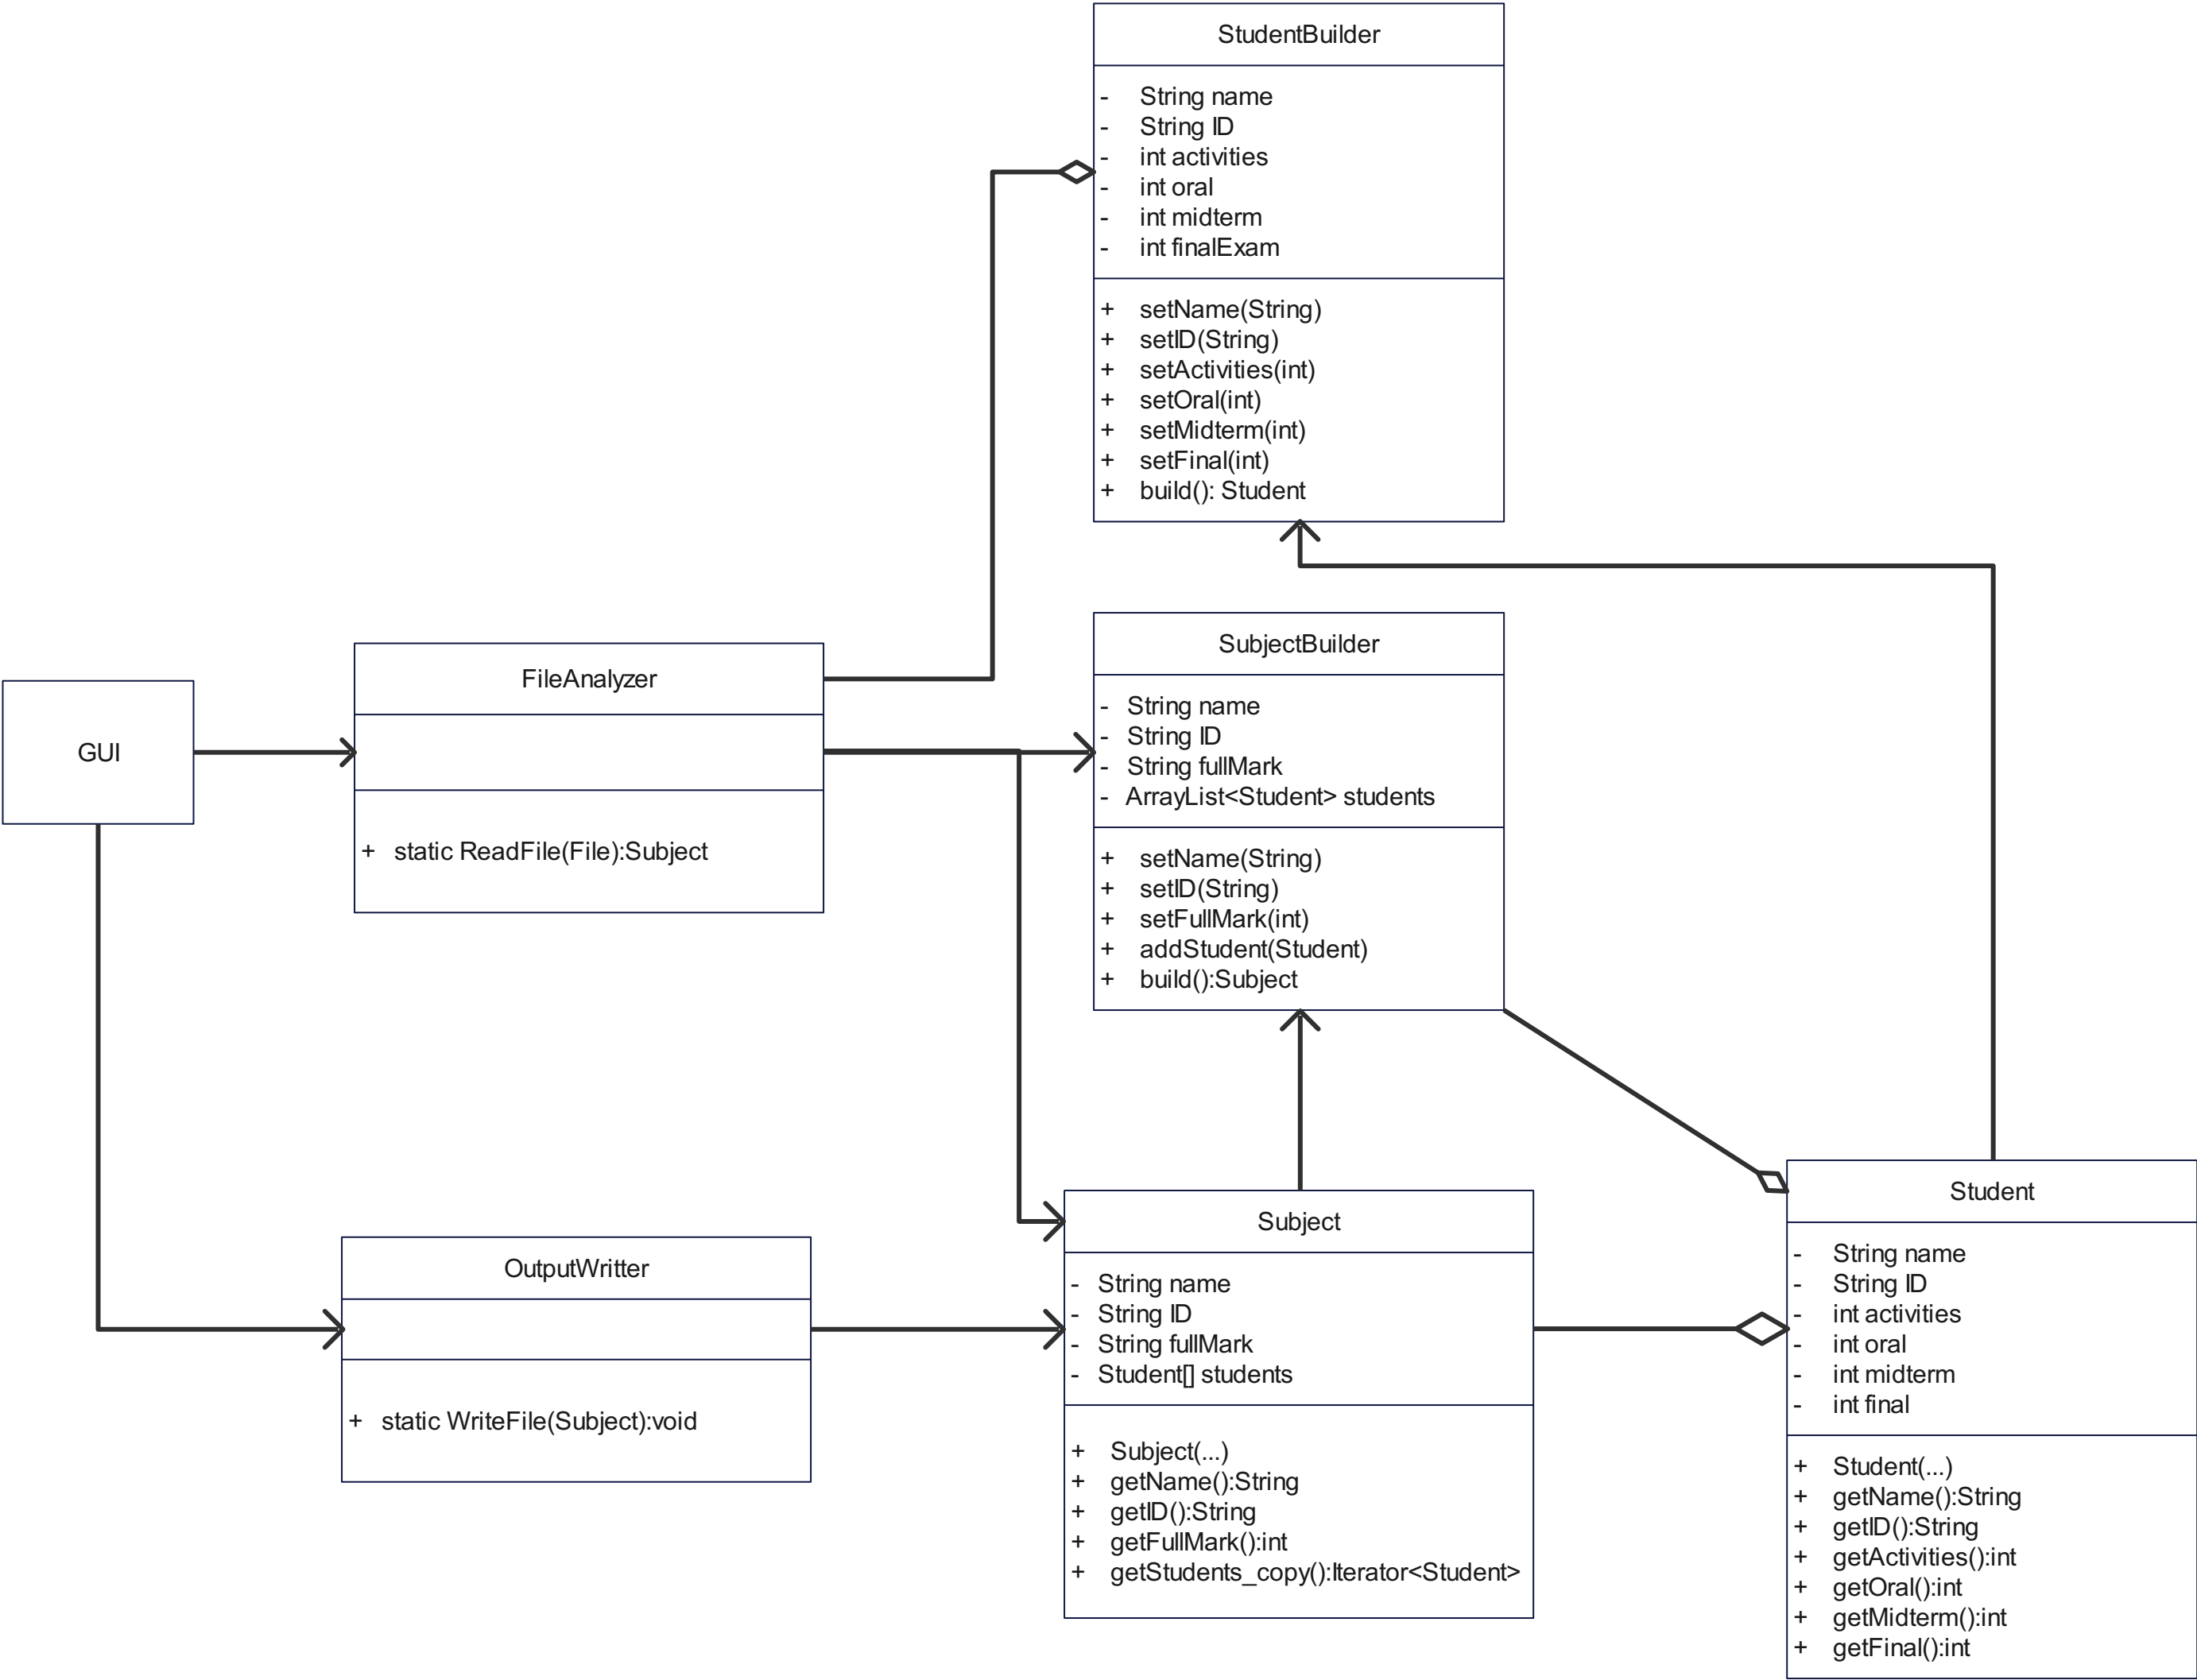 StudentBuilder
- String name
- String ID
- int activities
- int oral
- int midterm
- int finalExam
+ setName(String)
+ setID(String)
+ setActivities(int)
+ setOral(int)
+ setMidterm(int)
+ setFinal(int)
+ build(): Student
SubjectBuilder
- String name
- String ID
- String fullMark
- ArrayList<Student> students
+ setName(String)
+ setID(String)
+ setFullMark(int)
+ addStudent(Student)
+ build():Subject
FileAnalyzer
+ static ReadFile(File):Subject
GUI
OutputWritter
+ static WriteFile(Subject):void
Subject
- String name
- String ID
- String fullMark
- Student[] students
+ Subject(...)
+ getName():String
+ getID():String
+ getFullMark():int
+ getStudents_copy():Iterator<Student>
Student
- String name
- String ID
- int activities
- int oral
- int midterm
- int final
+ Student(...)
+ getName():String
+ getID():String
+ getActivities():int
+ getOral():int
+ getMidterm():int
+ getFinal():int